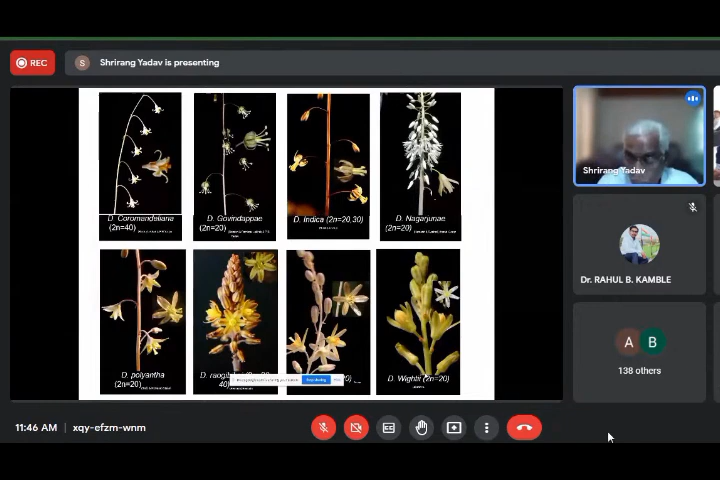 REC
S
Shrirang Yadav is presenting
D. Coromandeliana
(2n=40)
D. Govindappae
(2n=20)
D. Indica (2n=20,30)
D. Nagarjunae
(2n=20)
Shrirang Yadav
Dr. RAHUL B. KAMBLE
D. polyantha
(2n=20)
40)
D. Wightii (2n=20)
A B
138 others
11:46 AM | xqy-efzm-wnm